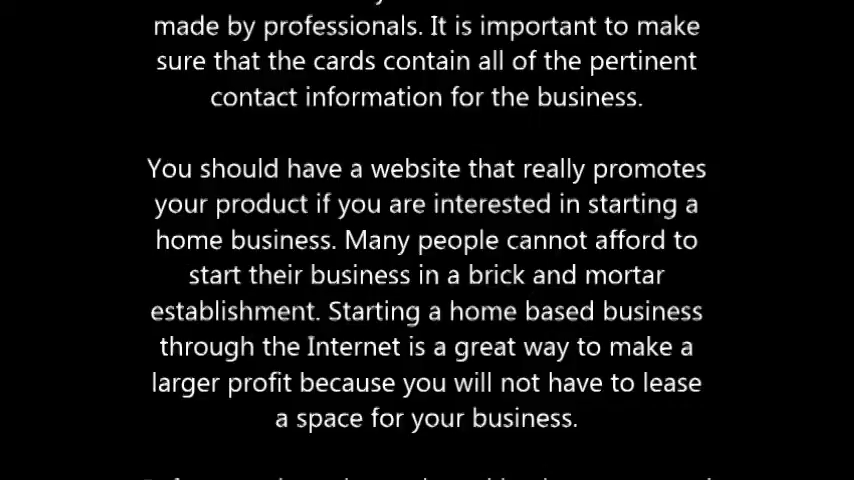 made by professionals. It is important to make
sure that the cards contain all of the pertinent
contact information for the business.
You should have a website that really promotes
your product if you are interested in starting a
home business. Many people cannot afford to
start their business in a brick and mortar
establishment. Starting a home based business
through the Internet is a great way to make a
larger profit because you will not have to lease
a space for your business.